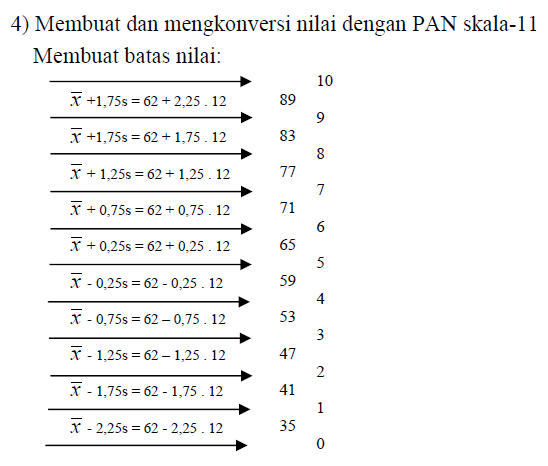 4) Membuat dan mengkonversi nilai dengan PAN skala-11
Membuat batas nilai:
10
x̅ +1,75s = 62 + 2,25 . 12 89
9
x̅ +1,75s = 62 + 1,75 . 12 83
8
x̅ + 1,25s = 62 + 1,25 . 12 77
7
x̅ + 0,75s = 62 + 0,75 . 12 71
6
x̅ + 0,25s = 62 + 0,25 . 12 65
5
x̅ - 0,25s = 62 - 0,25 . 12 59
4
x̅ - 0,75s = 62 – 0,75 . 12 53
3
x̅ - 1,25s = 62 – 1,25 . 12 47
2
x̅ - 1,75s = 62 - 1,75 . 12 41
1
x̅ - 2,25s = 62 - 2,25 . 12 35
0